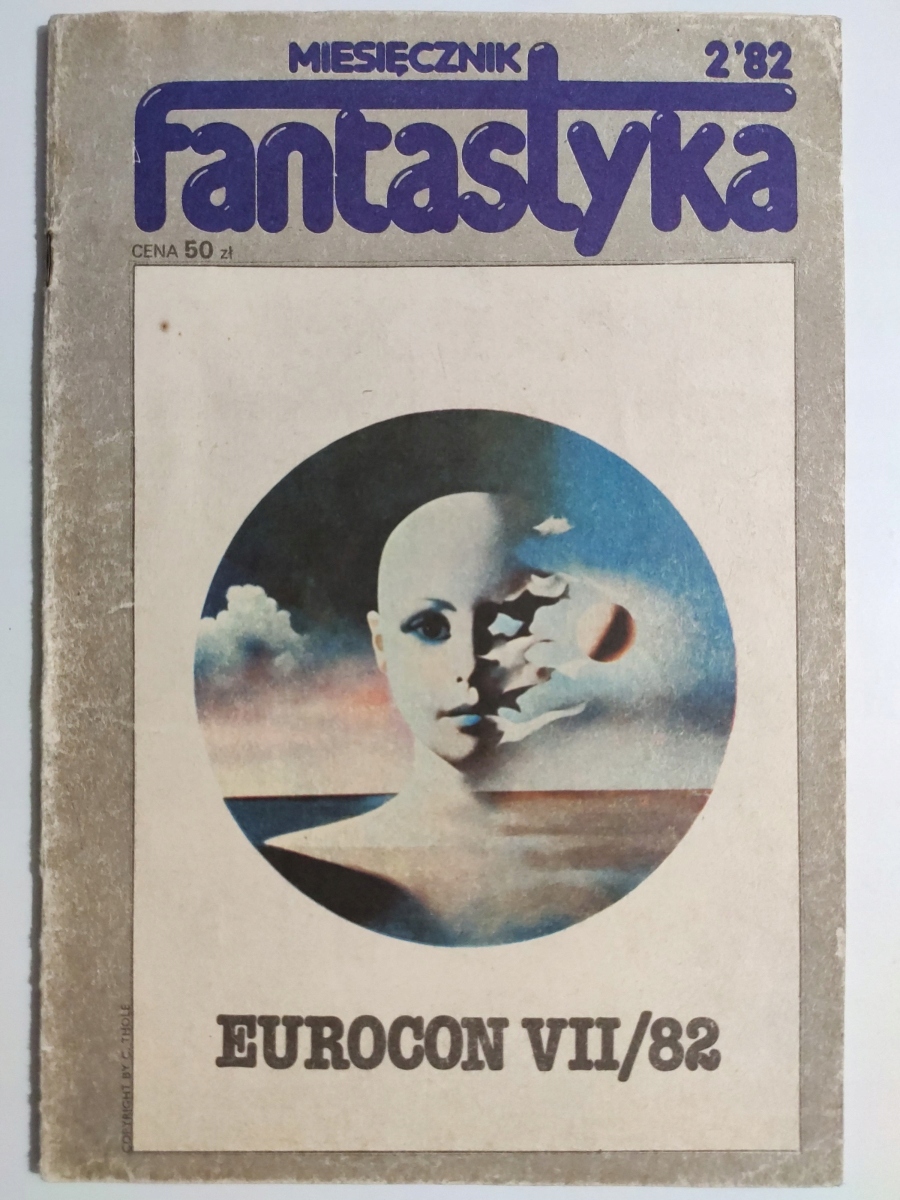 MIESIĘCZNIK 2'82
fantastyka
CENA 50 zł
EUROCON VII/82
COPYRIGHT BY C. THOLE